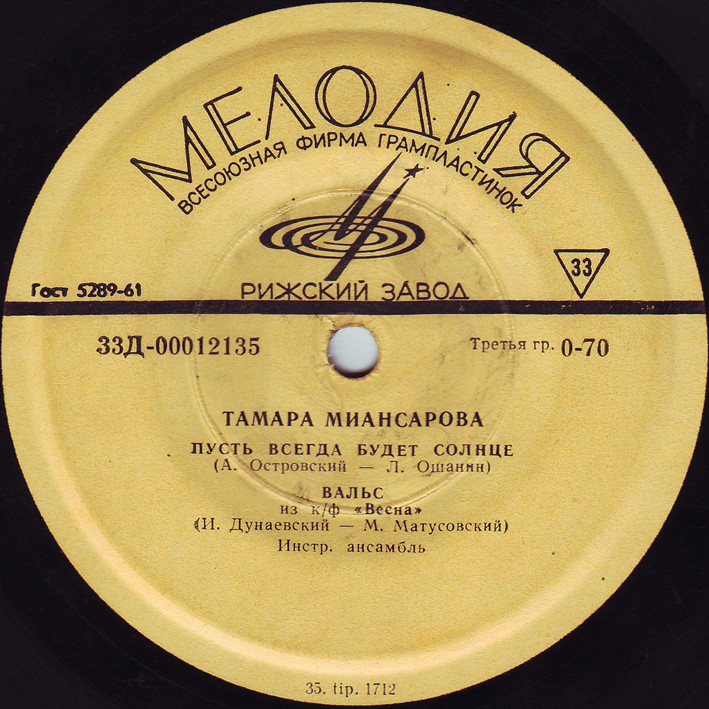 МЕЛОДИЯ
ВСЕСОЮЗНАЯ ФИРМА ГРАМПЛАСТИНОК
33
Гост 5289-61
РИЖСКИЙ ЗАВОД
33Д-00012135
Третья гр. 0-70
ТАМАРА МИАНСАРОВА
ПУСТЬ ВСЕГДА БУДЕТ СОЛНЦЕ
(А. Островский — Л. Ошанин)
ВАЛЬС
из к/ф «Весна»
(И. Дунаевский — М. Матусовский)
Инстр. ансамбль
35. tip. 1712